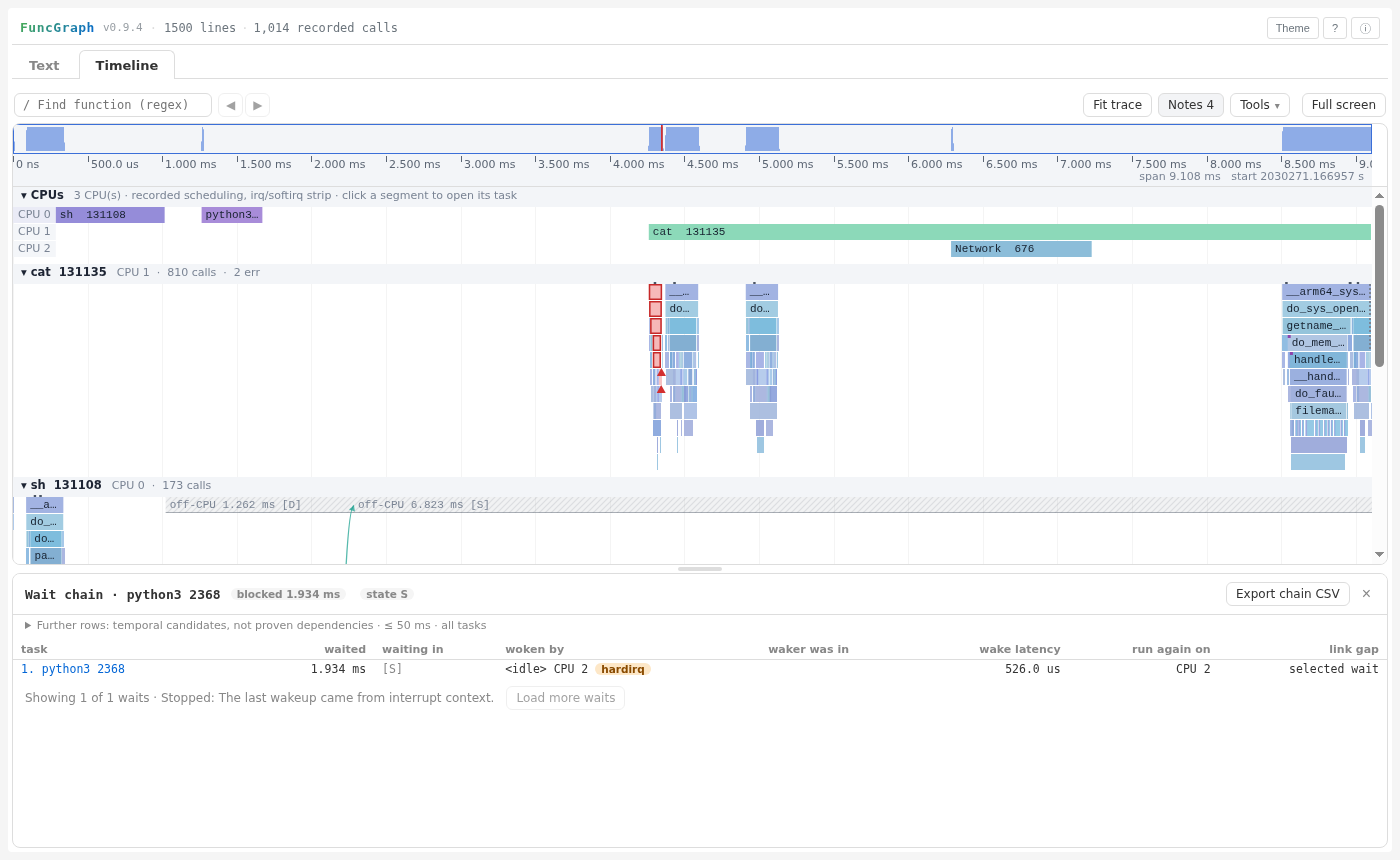 FuncGraph v0.9.4 · 1500 lines · 1,014 recorded calls
Theme ? ⓘ
Text Timeline
/ Find function (regex) ◀ ▶ Fit trace Notes 4 Tools ▾ Full screen
0 ns 500.0 us 1.000 ms 1.500 ms 2.000 ms 2.500 ms 3.000 ms 3.500 ms 4.000 ms 4.500 ms 5.000 ms 5.500 ms 6.000 ms 6.500 ms 7.000 ms 7.500 ms 8.000 ms 8.500 ms 9.0
span 9.108 ms start 2030271.166957 s
▾ CPUs 3 CPU(s) · recorded scheduling, irq/softirq strip · click a segment to open its task
CPU 0 sh 131108 python3…
CPU 1 cat 131135
CPU 2 Network 676
▾ cat 131135 CPU 1 · 810 calls · 2 err
__… __… __arm64_sys…
do… do… do_sys_open…
getname_…
do_mem_…
handle…
__hand…
do_fau…
filema…
▾ sh 131108 CPU 0 · 173 calls
__a… off-CPU 1.262 ms [D] off-CPU 6.823 ms [S]
do_…
do…
pa…
Wait chain · python3 2368 blocked 1.934 ms state S Export chain CSV ×
▶ Further rows: temporal candidates, not proven dependencies · ≤ 50 ms · all tasks
task waited waiting in woken by waker was in wake latency run again on link gap
1. python3 2368 1.934 ms [S] <idle> CPU 2 hardirq 526.0 us CPU 2 selected wait
Showing 1 of 1 waits · Stopped: The last wakeup came from interrupt context. Load more waits